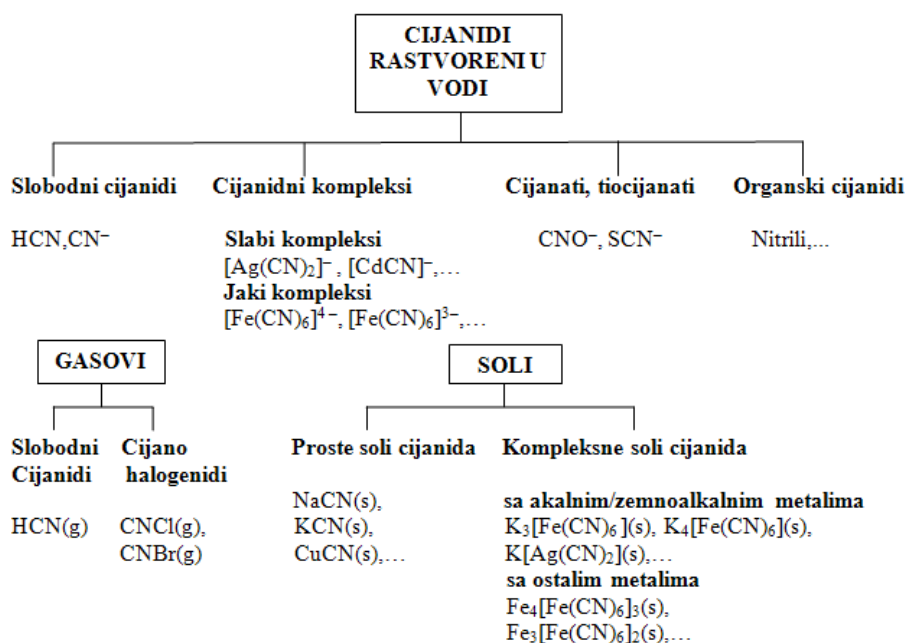 CIJANIDI
RASTVORENI U
VODI
Slobodni cijanidi
Cijanidni kompleksi
Cijanati, tiocijanati
Organski cijanidi
HCN,CN⁻
Slabi kompleksi
[Ag(CN)₂]⁻ , [CdCN]⁻,…
Jaki kompleksi
[Fe(CN)₆]⁴⁻, [Fe(CN)₆]³⁻,…
CNO⁻, SCN⁻
Nitrili,...
GASOVI
SOLI
Slobodni
Cijanidi
HCN(g)
Cijano
halogenidi
CNCl(g),
CNBr(g)
Proste soli cijanida
NaCN(s),
KCN(s),
CuCN(s),…
Kompleksne soli cijanida
sa akalnim/zemnoalkalnim metalima
K₃[Fe(CN)₆](s), K₄[Fe(CN)₆](s),
K[Ag(CN)₂](s),…
sa ostalim metalima
Fe₄[Fe(CN)₆]₃(s),
Fe₃[Fe(CN)₆]₂(s),…